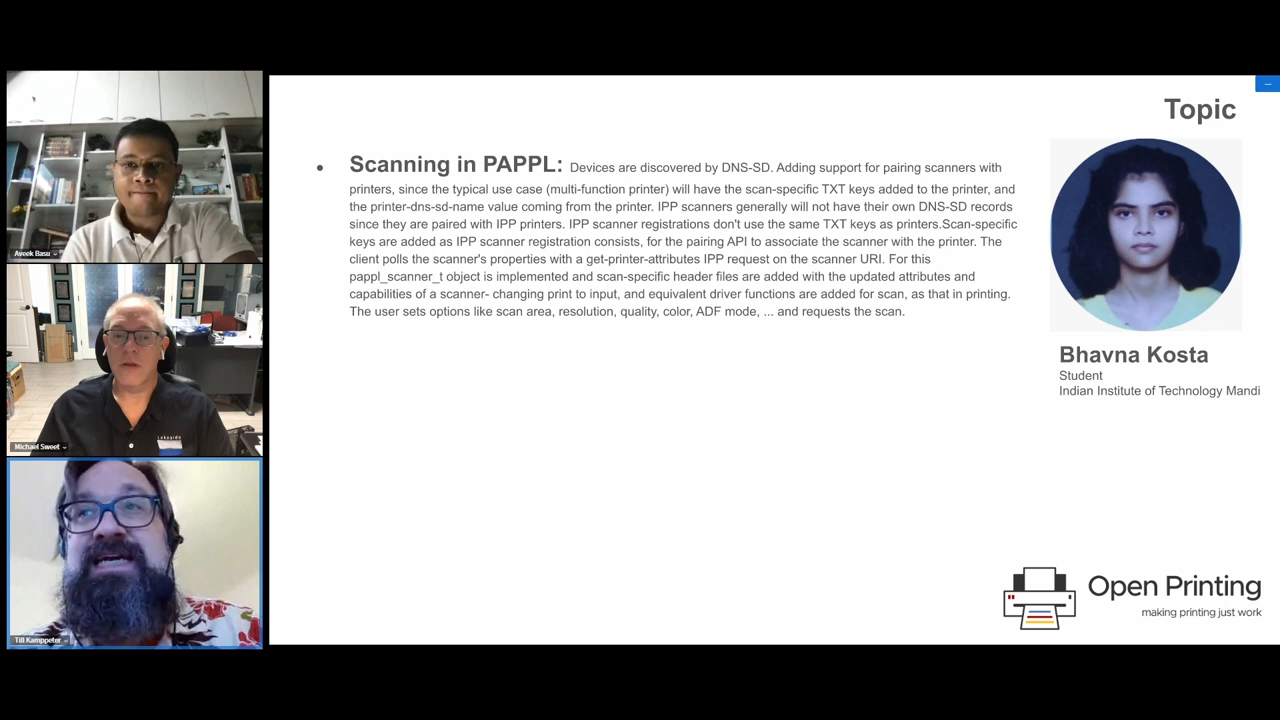 Topic
• Scanning in PAPPL: Devices are discovered by DNS-SD. Adding support for pairing scanners with
printers, since the typical use case (multi-function printer) will have the scan-specific TXT keys added to the printer, and
the printer-dns-sd-name value coming from the printer. IPP scanners generally will not have their own DNS-SD records
since they are paired with IPP printers. IPP scanner registrations don't use the same TXT keys as printers.Scan-specific
keys are added as IPP scanner registration consists, for the pairing API to associate the scanner with the printer. The
client polls the scanner's properties with a get-printer-attributes IPP request on the scanner URI. For this
pappl_scanner_t object is implemented and scan-specific header files are added with the updated attributes and
capabilities of a scanner- changing print to input, and equivalent driver functions are added for scan, as that in printing.
The user sets options like scan area, resolution, quality, color, ADF mode, ... and requests the scan.
Bhavna Kosta
Student
Indian Institute of Technology Mandi
Open Printing
making printing just work
Aveek Basu
Michael Sweet
Lakeside
Till Kamppeter